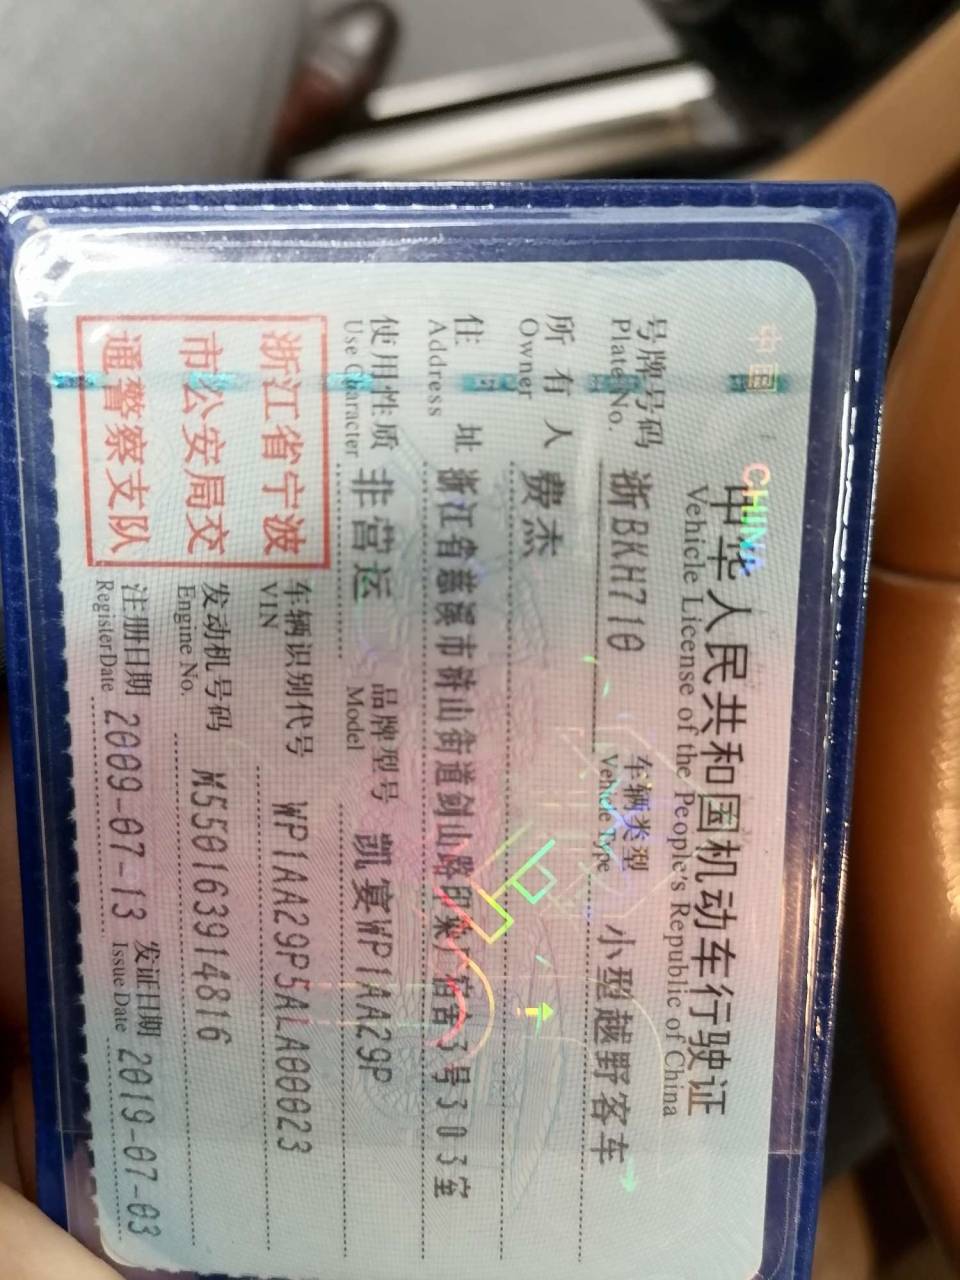 中国 CHINA
中华人民共和国机动车行驶证
Vehicle License of the People's Republic of China
号牌号码 浙BKH710 车辆类型 小型越野客车
Plate No. Vehicle Type
所有人 费杰
Owner
住址 浙江省慈溪市浒山街道剑山路印染厂宿舍3号303室
Address
使用性质 非营运 品牌型号 凯宴WP1AA29P
Use Character Model
浙江省宁波
市公安局交
通警察支队
车辆识别代号 WP1AA29P5ALA00023
VIN
发动机号码 M5501639148​16
Engine No.
注册日期 2009-07-13 发证日期 2019-07-03
Register Date Issue Date